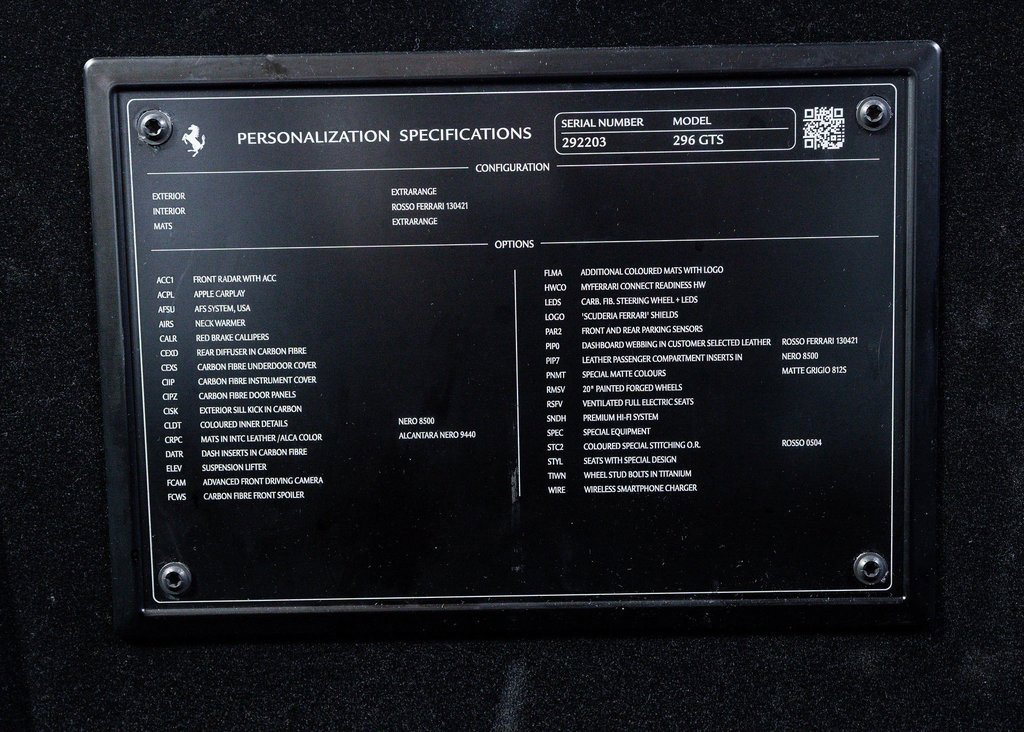 PERSONALIZATION SPECIFICATIONS
SERIAL NUMBER MODEL
292203 296 GTS
CONFIGURATION
EXTERIOR EXTRARANGE
INTERIOR ROSSO FERRARI 130421
MATS EXTRARANGE
OPTIONS
ACC1 FRONT RADAR WITH ACC
ACPL APPLE CARPLAY
AFSU AFS SYSTEM, USA
AIRS NECK WARMER
CALR RED BRAKE CALLIPERS
CEXD REAR DIFFUSER IN CARBON FIBRE
CEXS CARBON FIBRE UNDERDOOR COVER
CIIP CARBON FIBRE INSTRUMENT COVER
CIPZ CARBON FIBRE DOOR PANELS
CISK EXTERIOR SILL KICK IN CARBON
CLDT COLOURED INNER DETAILS NERO 8500
CRPC MATS IN INTC LEATHER /ALCA COLOR ALCANTARA NERO 9440
DATR DASH INSERTS IN CARBON FIBRE
ELEV SUSPENSION LIFTER
FCAM ADVANCED FRONT DRIVING CAMERA
FCWS CARBON FIBRE FRONT SPOILER
FLMA ADDITIONAL COLOURED MATS WITH LOGO
HWCO MYFERRARI CONNECT READINESS HW
LEDS CARB. FIB. STEERING WHEEL + LEDS
LOGO 'SCUDERIA FERRARI' SHIELDS
PAR2 FRONT AND REAR PARKING SENSORS
PIP0 DASHBOARD WEBBING IN CUSTOMER SELECTED LEATHER ROSSO FERRARI 130421
PIP7 LEATHER PASSENGER COMPARTMENT INSERTS IN NERO 8500
PNMT SPECIAL MATTE COLOURS MATTE GRIGIO 812S
RMSV 20" PAINTED FORGED WHEELS
RSFV VENTILATED FULL ELECTRIC SEATS
SNDH PREMIUM HI-FI SYSTEM
SPEC SPECIAL EQUIPMENT
STC2 COLOURED SPECIAL STITCHING O.R. ROSSO 0504
STYL SEATS WITH SPECIAL DESIGN
TIWN WHEEL STUD BOLTS IN TITANIUM
WIRE WIRELESS SMARTPHONE CHARGER